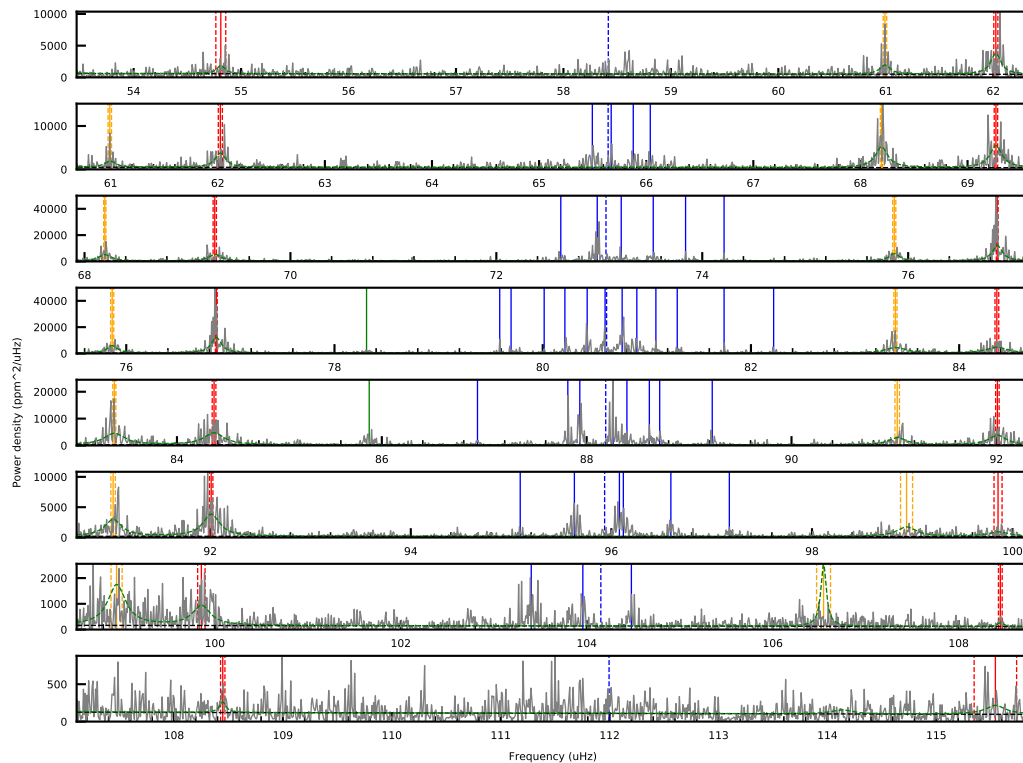 10000
5000
0
54 55 56 57 58 59 60 61 62
10000
0
61 62 63 64 65 66 67 68 69
40000
20000
0
68 70 72 74 76
40000
20000
0
76 78 80 82 84
20000
10000
0
84 86 88 90 92
10000
5000
0
92 94 96 98 100
2000
1000
0
100 102 104 106 108
500
0
108 109 110 111 112 113 114 115
Power density (ppm^2/uHz)
Frequency (uHz)